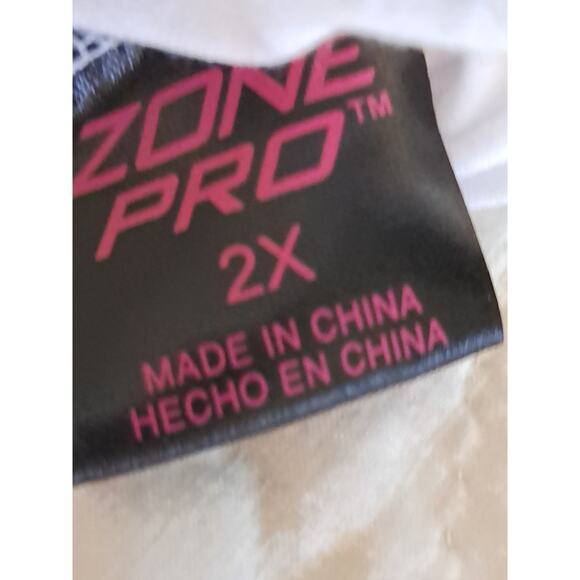 ZONE
PRO™
2X
MADE IN CHINA
HECHO EN CHINA